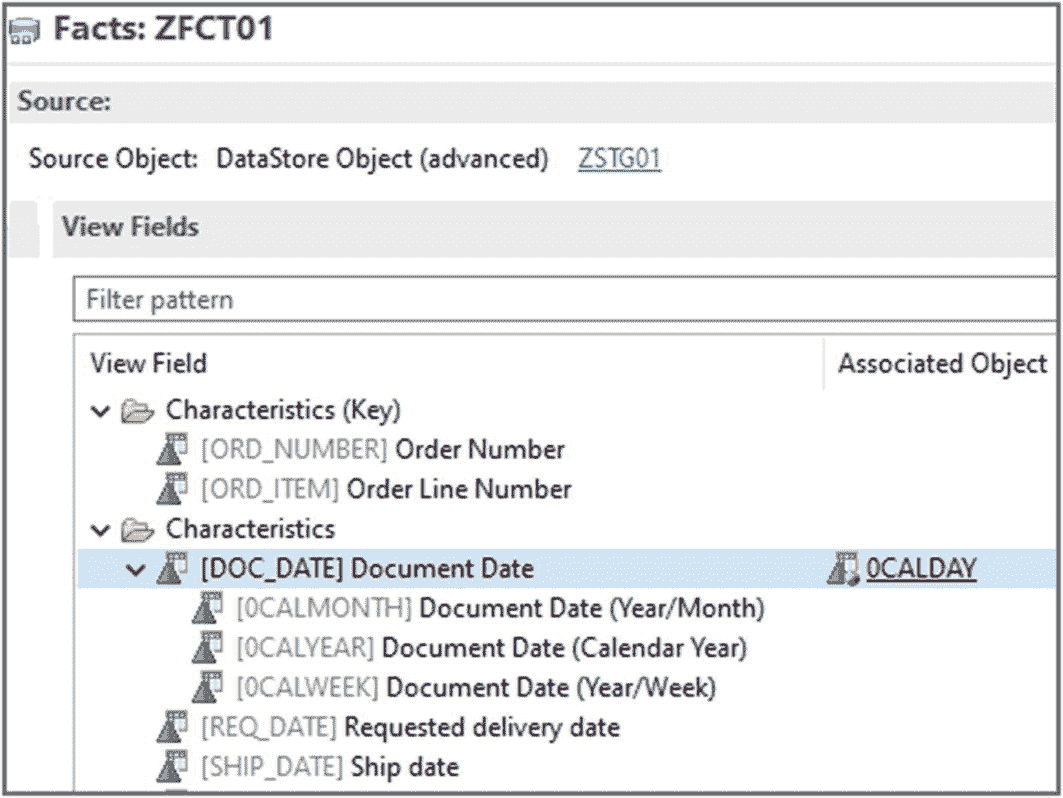 Facts: ZFCT01
Source:
Source Object: DataStore Object (advanced) ZSTG01
View Fields
Filter pattern
View Field Associated Object
Characteristics (Key)
[ORD_NUMBER] Order Number
[ORD_ITEM] Order Line Number
Characteristics
[DOC_DATE] Document Date 0CALDAY
[0CALMONTH] Document Date (Year/Month)
[0CALYEAR] Document Date (Calendar Year)
[0CALWEEK] Document Date (Year/Week)
[REQ_DATE] Requested delivery date
[SHIP_DATE] Ship date